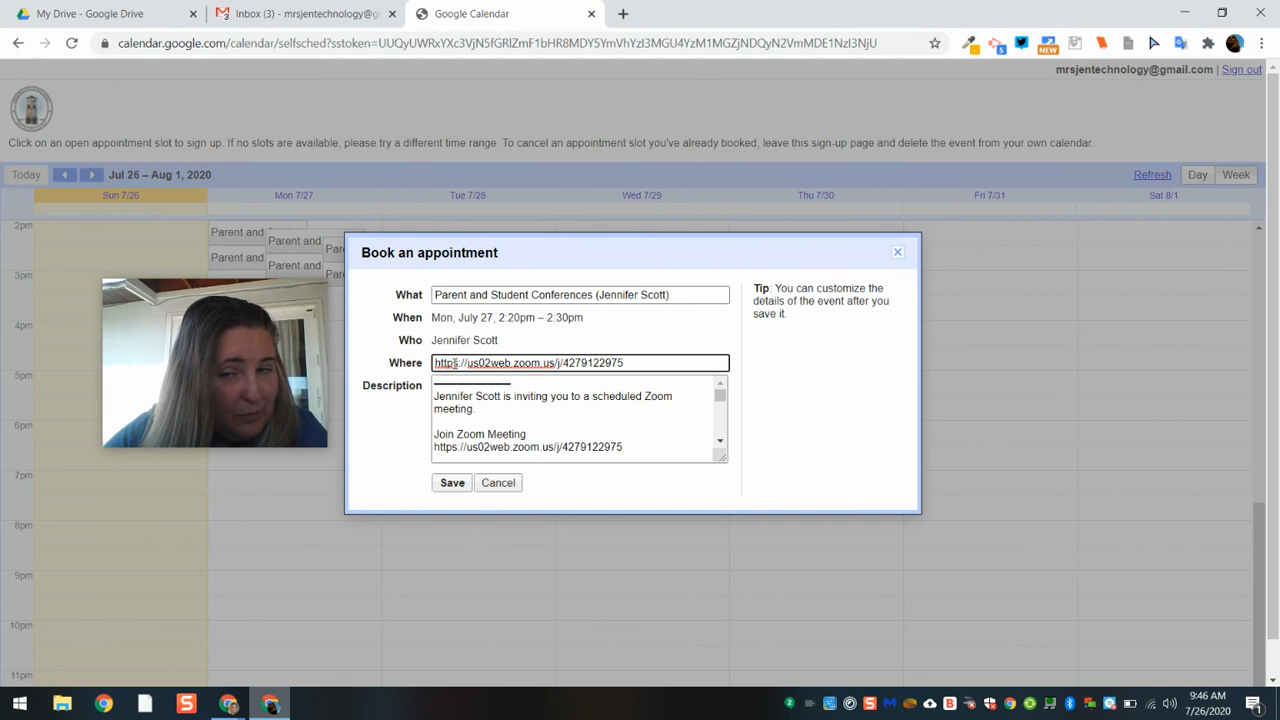 My Drive - Google Drive
Inbox (3) - mrsjentechnology@g
Google Calendar
calendar.google.com/calendar/selfsched?sstoken=UUQyUWRxYXc3VjN5fGRlZmF1bHR8MDY5YmVhYzI3MGU4YzM1MGZjNDQyN2VmMDE1NzI3NjU
mrsjentechnology@gmail.com | Sign out
Click on an open appointment slot to sign up. If no slots are available, please try a different time range. To cancel an appointment slot you've already booked, leave this sign-up page and delete the event from your own calendar.
Today
Jul 26 – Aug 1, 2020
Refresh
Day
Week
Sun 7/26
Mon 7/27
Tue 7/28
Wed 7/29
Thu 7/30
Fri 7/31
Sat 8/1
2pm
Parent and
Parent and
Parent and
Parent and
3pm
4pm
6pm
7pm
8pm
9pm
10pm
11pm
Book an appointment
What
Parent and Student Conferences (Jennifer Scott)
When
Mon, July 27, 2:20pm – 2:30pm
Who
Jennifer Scott
Where
https://us02web.zoom.us/j/4279122975
Description
Jennifer Scott is inviting you to a scheduled Zoom
meeting.
Join Zoom Meeting
https://us02web.zoom.us/j/4279122975
Save
Cancel
Tip: You can customize the
details of the event after you
save it.
NEW
9:46 AM
7/26/2020